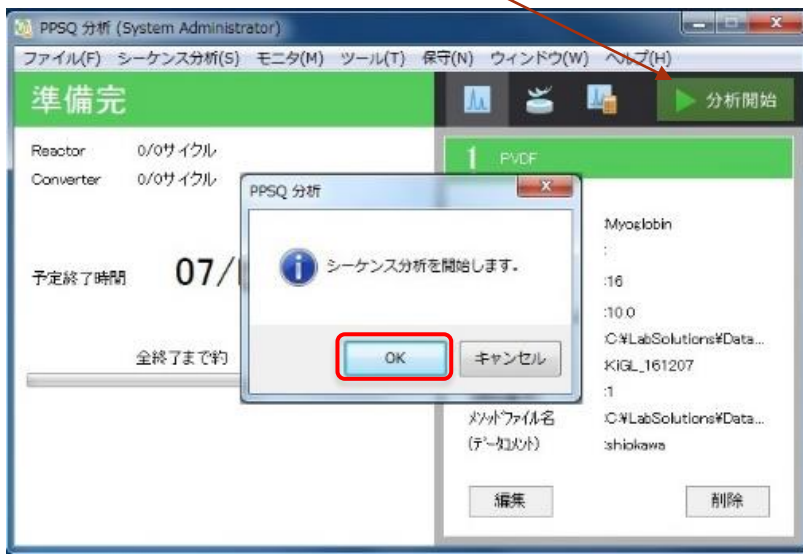 PPSQ 分析 (System Administrator)
ファイル(F) シーケンス分析(S) モニタ(M) ツール(T) 保守(N) ウィンドウ(W) ヘルプ(H)
準備完
分析開始
Reactor 0/0サイクル
Converter 0/0サイクル
予定終了時間 07/
全終了まで約
1 PVDF
:Myoglobin
:
:16
:10.0
:C:¥LabSolutions¥Data...
:KiGL_161207
:1
メソッドファイル名 :C:¥LabSolutions¥Data...
(データコメント) :shiokawa
編集 削除
PPSQ 分析
シーケンス分析を開始します。
OK キャンセル